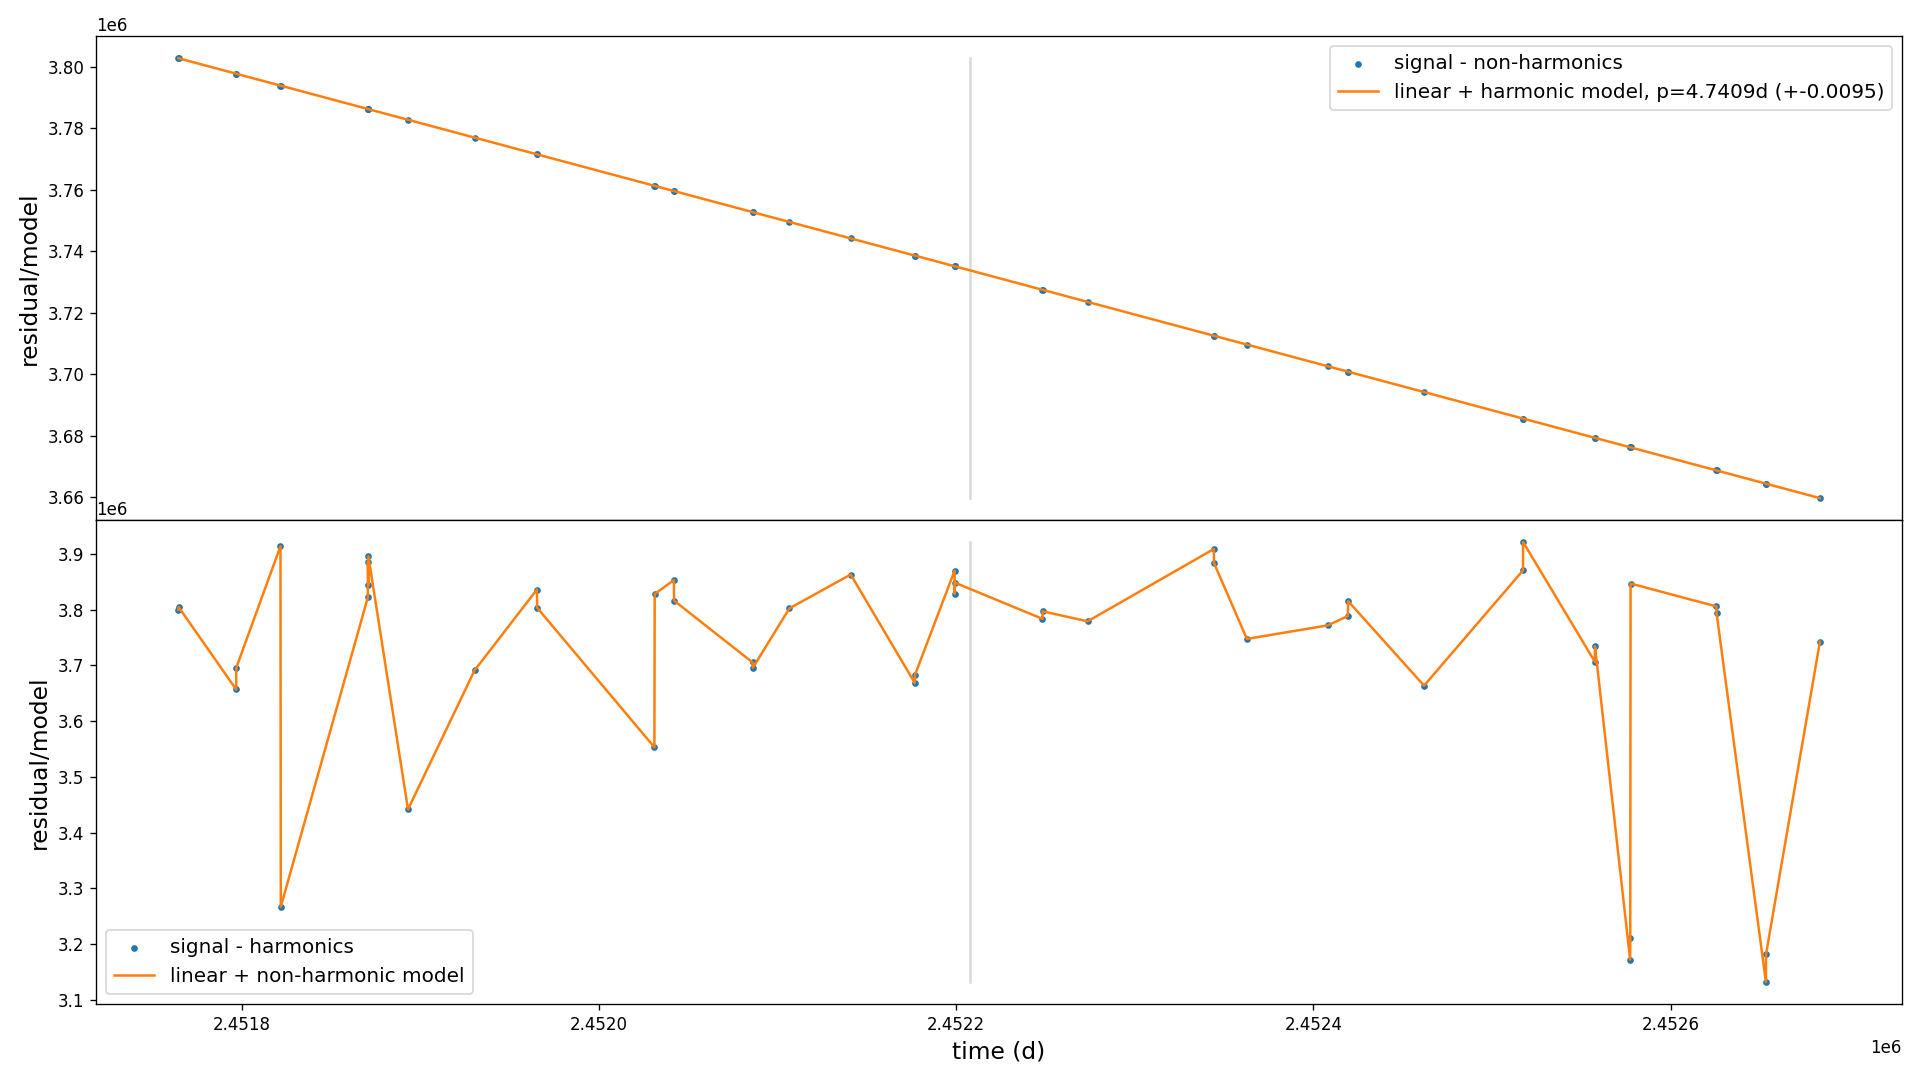 1e6
3.80
3.78
3.76
3.74
3.72
3.70
3.68
3.66
residual/model
signal - non-harmonics
linear + harmonic model, p=4.7409d (+-0.0095)
1e6
3.9
3.8
3.7
3.6
3.5
3.4
3.3
3.2
3.1
residual/model
signal - harmonics
linear + non-harmonic model
2.4518
2.4520
2.4522
2.4524
2.4526
time (d)
1e6